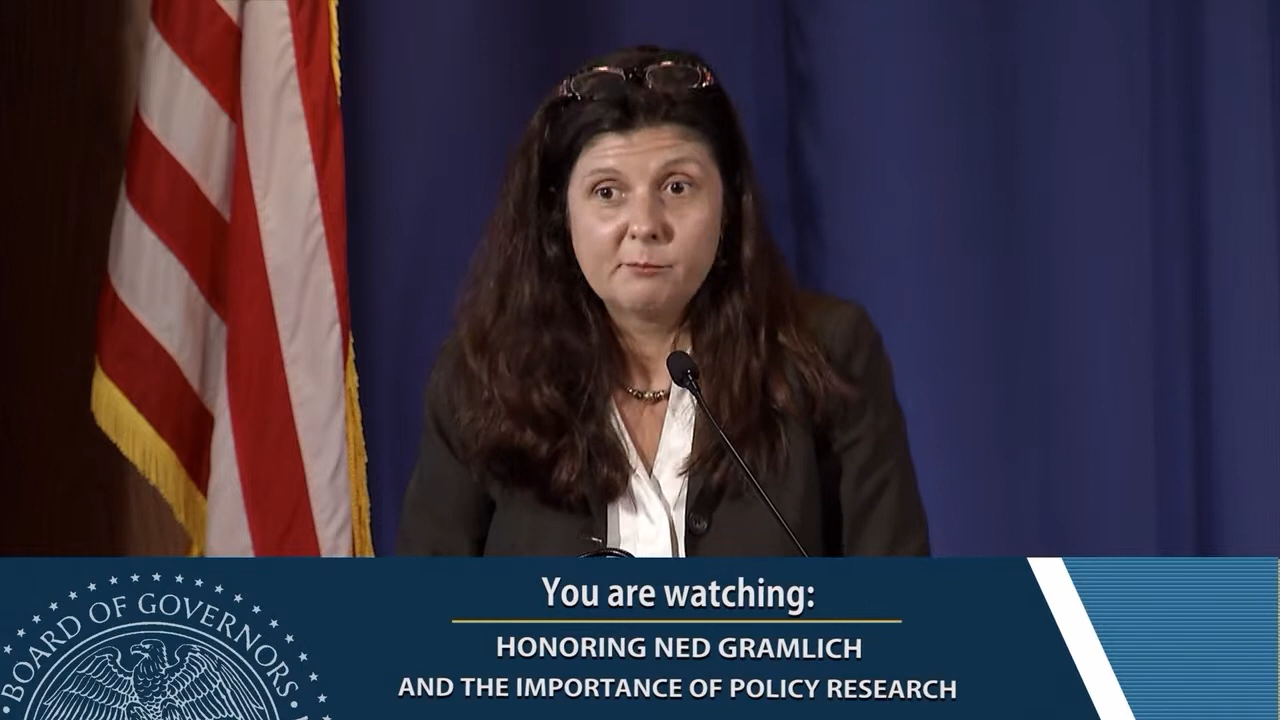 You are watching:
HONORING NED GRAMLICH
AND THE IMPORTANCE OF POLICY RESEARCH
BOARD OF GOVERNORS